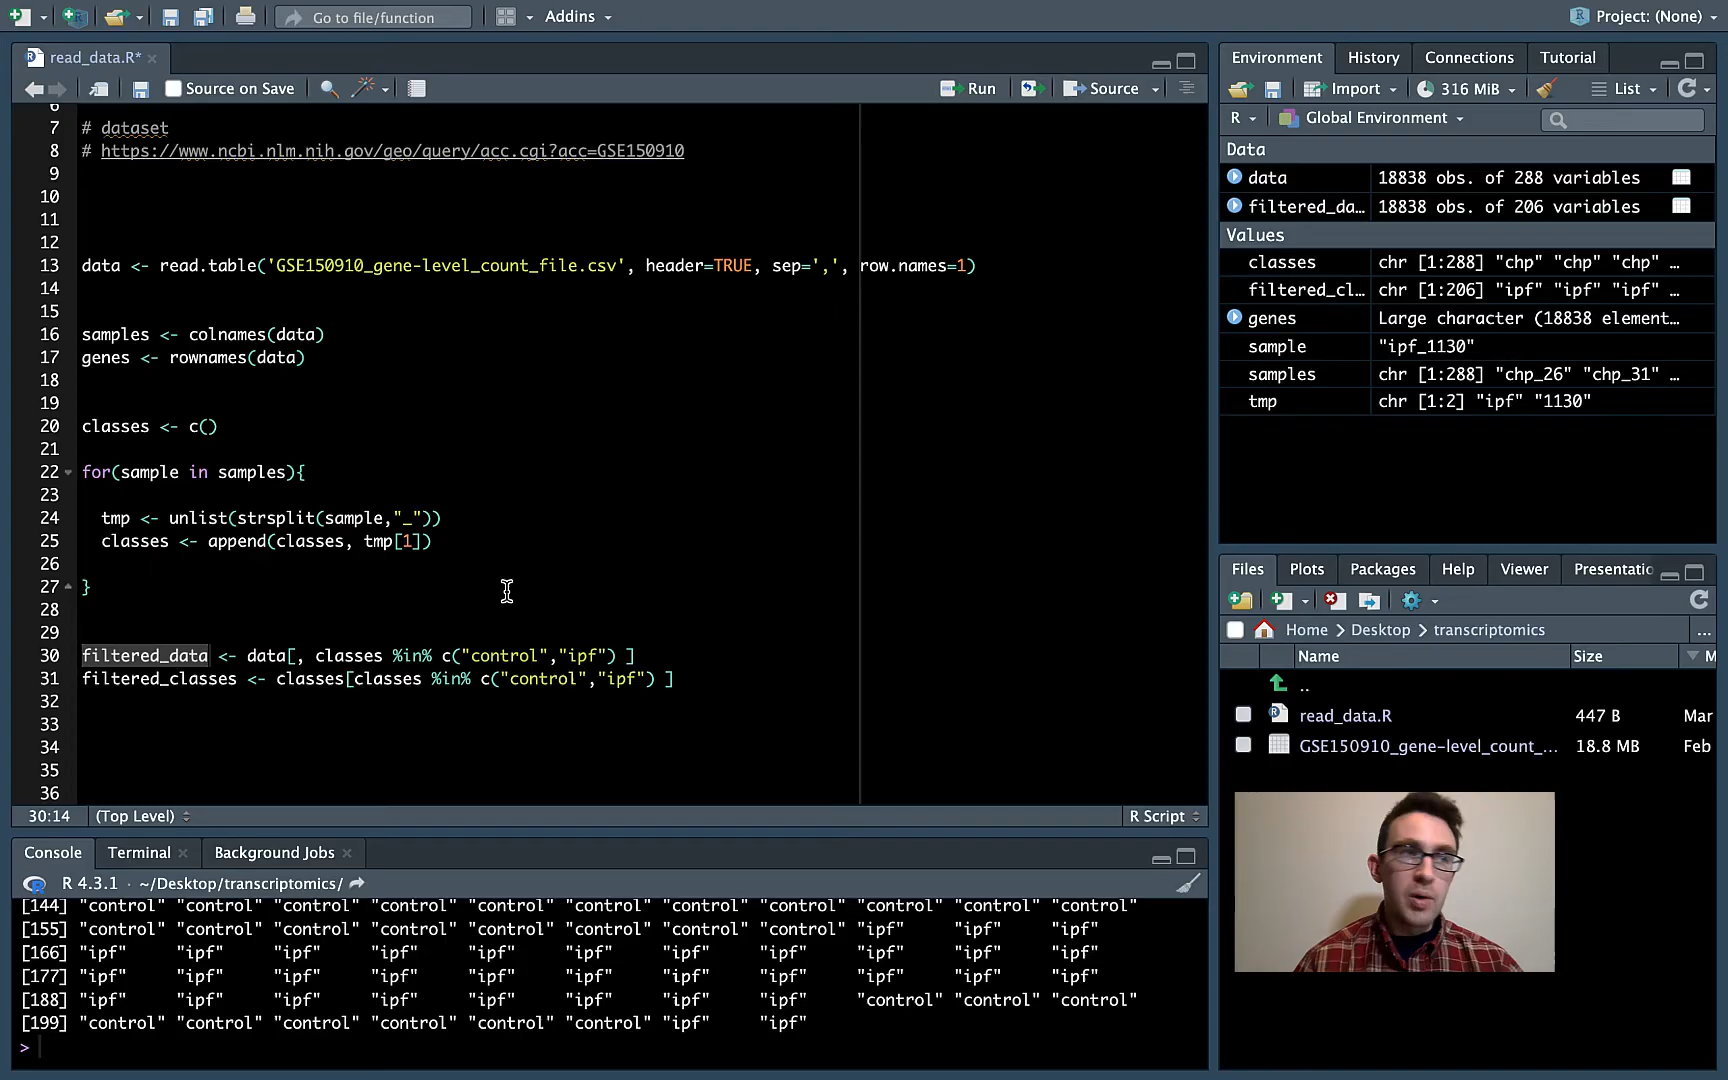 Go to file/function
Addins
Project: (None)
read_data.R*
Source on Save
Run
Source
6
7 # dataset
8 # https://www.ncbi.nlm.nih.gov/geo/query/acc.cgi?acc=GSE150910
9
10
11
12
13 data <- read.table('GSE150910_gene-level_count_file.csv', header=TRUE, sep=',', row.names=1)
14
15
16 samples <- colnames(data)
17 genes <- rownames(data)
18
19
20 classes <- c()
21
22 for(sample in samples){
23
24 tmp <- unlist(strsplit(sample,"_"))
25 classes <- append(classes, tmp[1])
26
27 }
28
29
30 filtered_data <- data[, classes %in% c("control","ipf") ]
31 filtered_classes <- classes[classes %in% c("control","ipf") ]
32
33
34
35
36
30:14 (Top Level) R Script
Console Terminal Background Jobs
R 4.3.1 · ~/Desktop/transcriptomics/
[144] "control" "control" "control" "control" "control" "control" "control" "control" "control" "control" "control"
[155] "control" "control" "control" "control" "control" "control" "control" "control" "ipf" "ipf" "ipf"
[166] "ipf" "ipf" "ipf" "ipf" "ipf" "ipf" "ipf" "ipf" "ipf" "ipf" "ipf"
[177] "ipf" "ipf" "ipf" "ipf" "ipf" "ipf" "ipf" "ipf" "ipf" "ipf" "ipf"
[188] "ipf" "ipf" "ipf" "ipf" "ipf" "ipf" "ipf" "ipf" "control" "control" "control"
[199] "control" "control" "control" "control" "control" "control" "ipf" "ipf"
>
Environment History Connections Tutorial
Import 316 MiB List
R Global Environment
Data
data 18838 obs. of 288 variables
filtered_da… 18838 obs. of 206 variables
Values
classes chr [1:288] "chp" "chp" "chp" …
filtered_cl… chr [1:206] "ipf" "ipf" "ipf" …
genes Large character (18838 element…
sample "ipf_1130"
samples chr [1:288] "chp_26" "chp_31" …
tmp chr [1:2] "ipf" "1130"
Files Plots Packages Help Viewer Presentatio
Home Desktop transcriptomics …
Name Size M
..
read_data.R 447 B Mar
GSE150910_gene-level_count_… 18.8 MB Feb